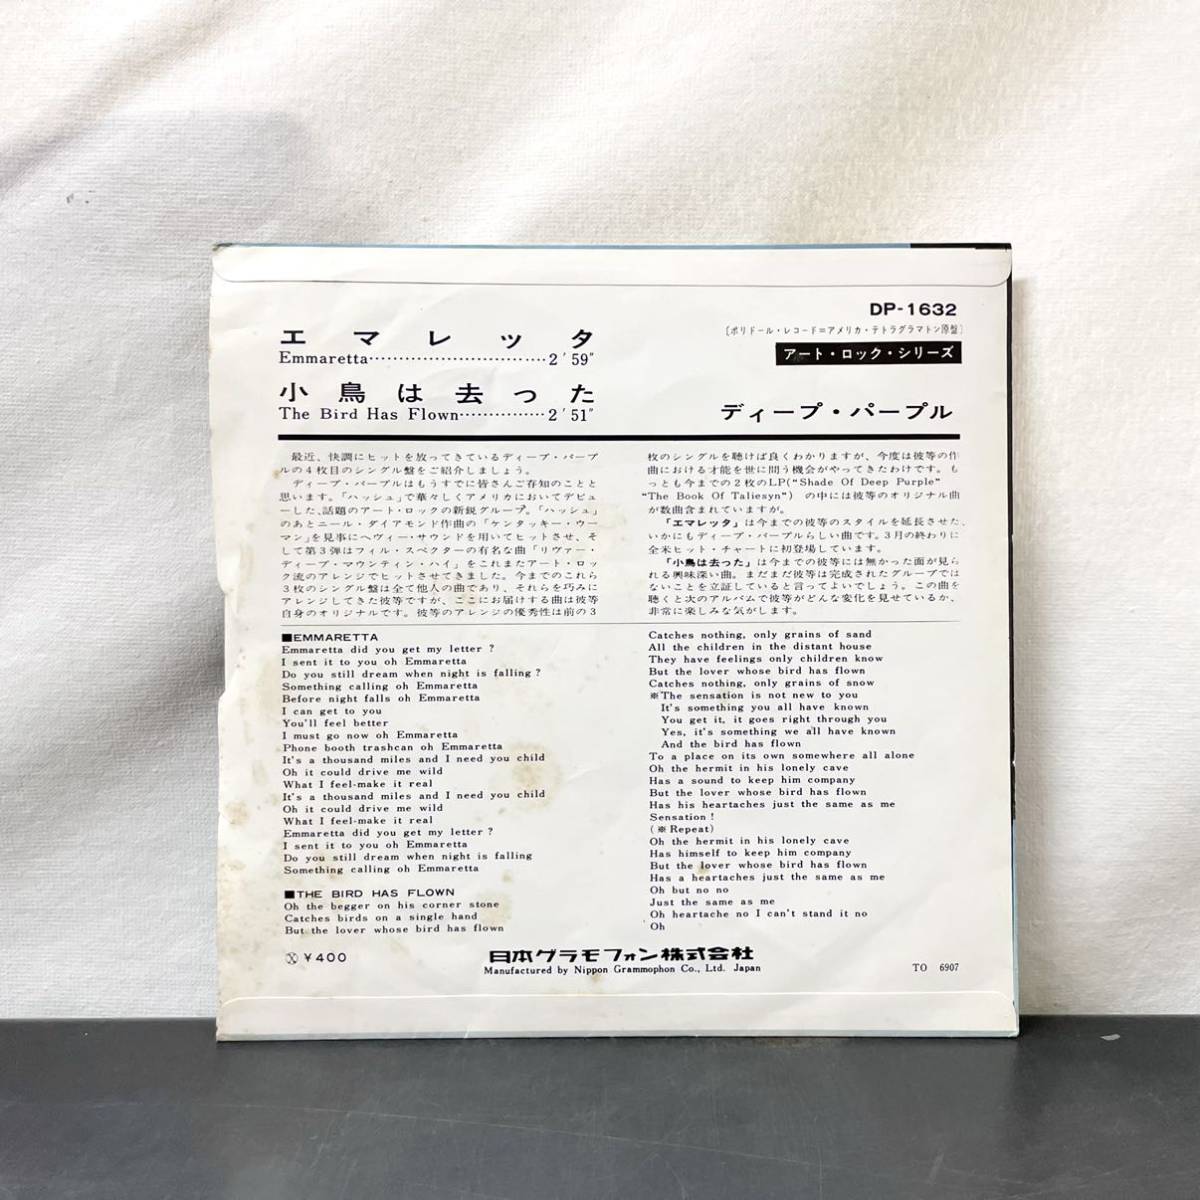 DP-1632
〔ポリドール・レコード＝アメリカ・テトラグラマトン原盤〕
アート・ロック・シリーズ
ディープ・パープル
エマレッタ
Emmaretta…………………………2′59″
小鳥は去った
The Bird Has Flown……………2′51″
最近、快調にヒットを放ってきているディープ・パープ
ルの4枚目のシングル盤をご紹介しましょう。
ディープ・パープルはもうすでに皆さんご存知のことと
思います。「ハッシュ」で華々しくアメリカにおいてデビュ
ーした、話題のアート・ロックの新鋭グループ。「ハッシュ」
のあとニール・ダイアモンド作曲の「ケンタッキー・ウー
マン」を見事にヘヴィー・サウンドを用いてヒットさせ、そ
して第3弾はフィル・スペクターの有名な曲「リヴァー・
ディープ・マウンティン・ハイ」をこれまたアート・ロッ
ク流のアレンジでヒットさせてきました。今までのこれら
3枚のシングル盤は全て他人の曲であり、それらを巧みに
アレンジしてきた彼等ですが、ここにお届けする曲は彼等
自身のオリジナルです。彼等のアレンジの優秀性は前の3
枚のシングルを聴けば良くわかりますが、今度は彼等の作
曲における才能を世に問う機会がやってきたわけです。も
っとも今までの2枚のLP("Shade Of Deep Purple"
"The Book Of Taliesyn") の中には彼等のオリジナル曲
が数曲含まれていますが。
「エマレッタ」は今までの彼等のスタイルを延長させた、
いかにもディープ・パープルらしい曲です。3月の終わりに
全米ヒット・チャートに初登場しています。
「小鳥は去った」は今までの彼等には無かった面が見ら
れる興味深い曲。まだまだ彼等は完成されたグループでは
ないことを立証していると言ってよいでしょう。この曲を
聴くと次のアルバムで彼等がどんな変化を見せているか、
非常に楽しみな気がします。
■EMMARETTA
Emmaretta did you get my letter ?
I sent it to you oh Emmaretta
Do you still dream when night is falling ?
Something calling oh Emmaretta
Before night falls oh Emmaretta
I can get to you
You'll feel better
I must go now oh Emmaretta
Phone booth trashcan oh Emmaretta
It's a thousand miles and I need you child
Oh it could drive me wild
What I feel-make it real
It's a thousand miles and I need you child
Oh it could drive me wild
What I feel-make it real
Emmaretta did you get my letter ?
I sent it to you oh Emmaretta
Do you still dream when night is falling
Something calling oh Emmaretta
■THE BIRD HAS FLOWN
Oh the begger on his corner stone
Catches birds on a single hand
But the lover whose bird has flown
Catches nothing, only grains of sand
All the children in the distant house
They have feelings only children know
But the lover whose bird has flown
Catches nothing, only grains of snow
※The sensation is not new to you
It's something you all have known
You get it, it goes right through you
Yes, it's something we all have known
And the bird has flown
To a place on its own somewhere all alone
Oh the hermit in his lonely cave
Has a sound to keep him company
But the lover whose bird has flown
Has his heartaches just the same as me
Sensation !
(※Repeat)
Oh the hermit in his lonely cave
Has himself to keep him company
But the lover whose bird has flown
Has a heartaches just the same as me
Oh but no no
Just the same as me
Oh heartache no I can't stand it no
Oh
¥400
日本グラモフォン株式会社
Manufactured by Nippon Grammophon Co., Ltd. Japan
TO 6907